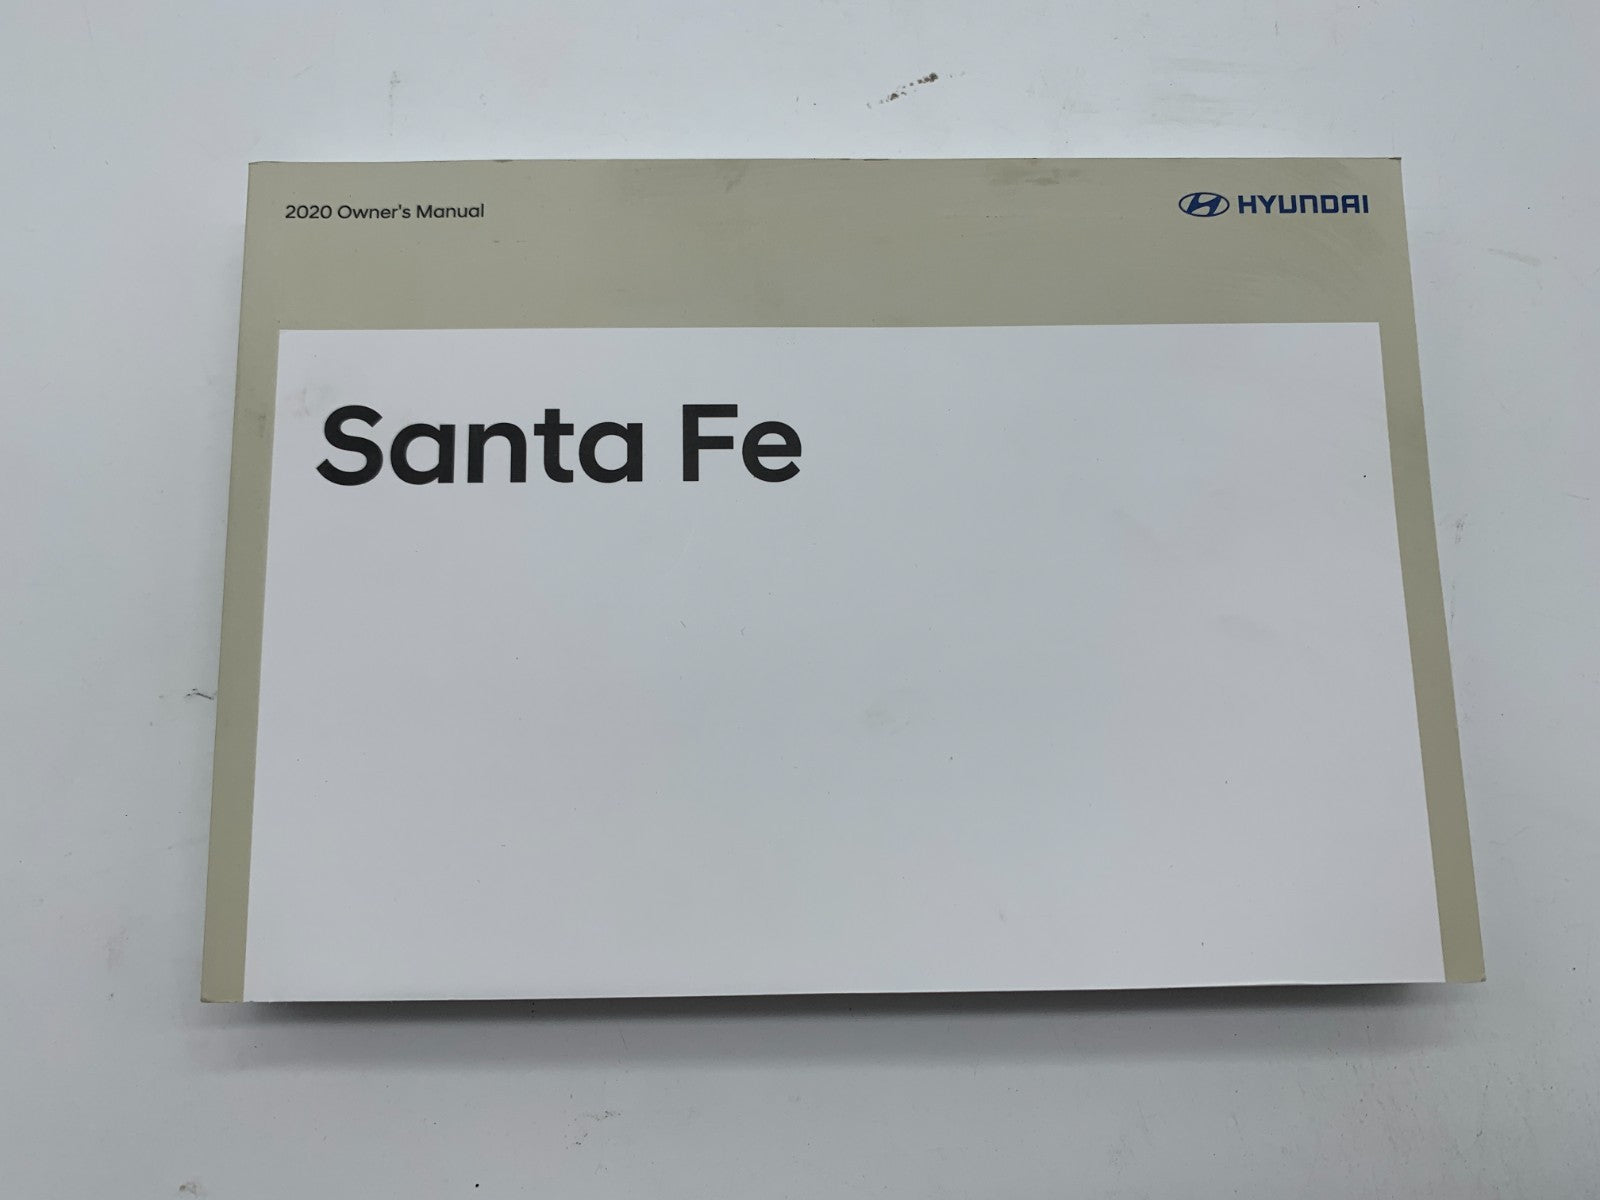 2020 Owner's Manual
HYUNDAI
Santa Fe